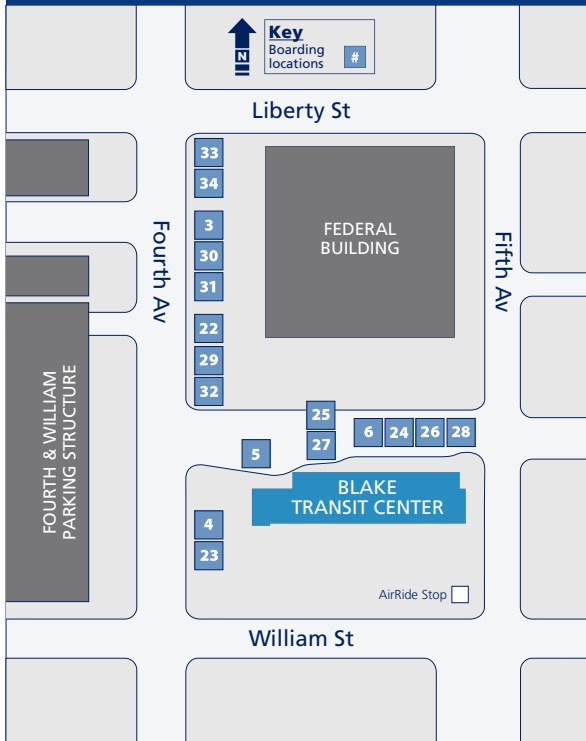 Key
Boarding
locations
#
N
Liberty St
33
34
3
30
31
22
29
32
FEDERAL
BUILDING
Fourth Av
Fifth Av
FOURTH & WILLIAM
PARKING STRUCTURE
25
27
6 24 26 28
5
BLAKE
TRANSIT CENTER
4
23
AirRide Stop
William St